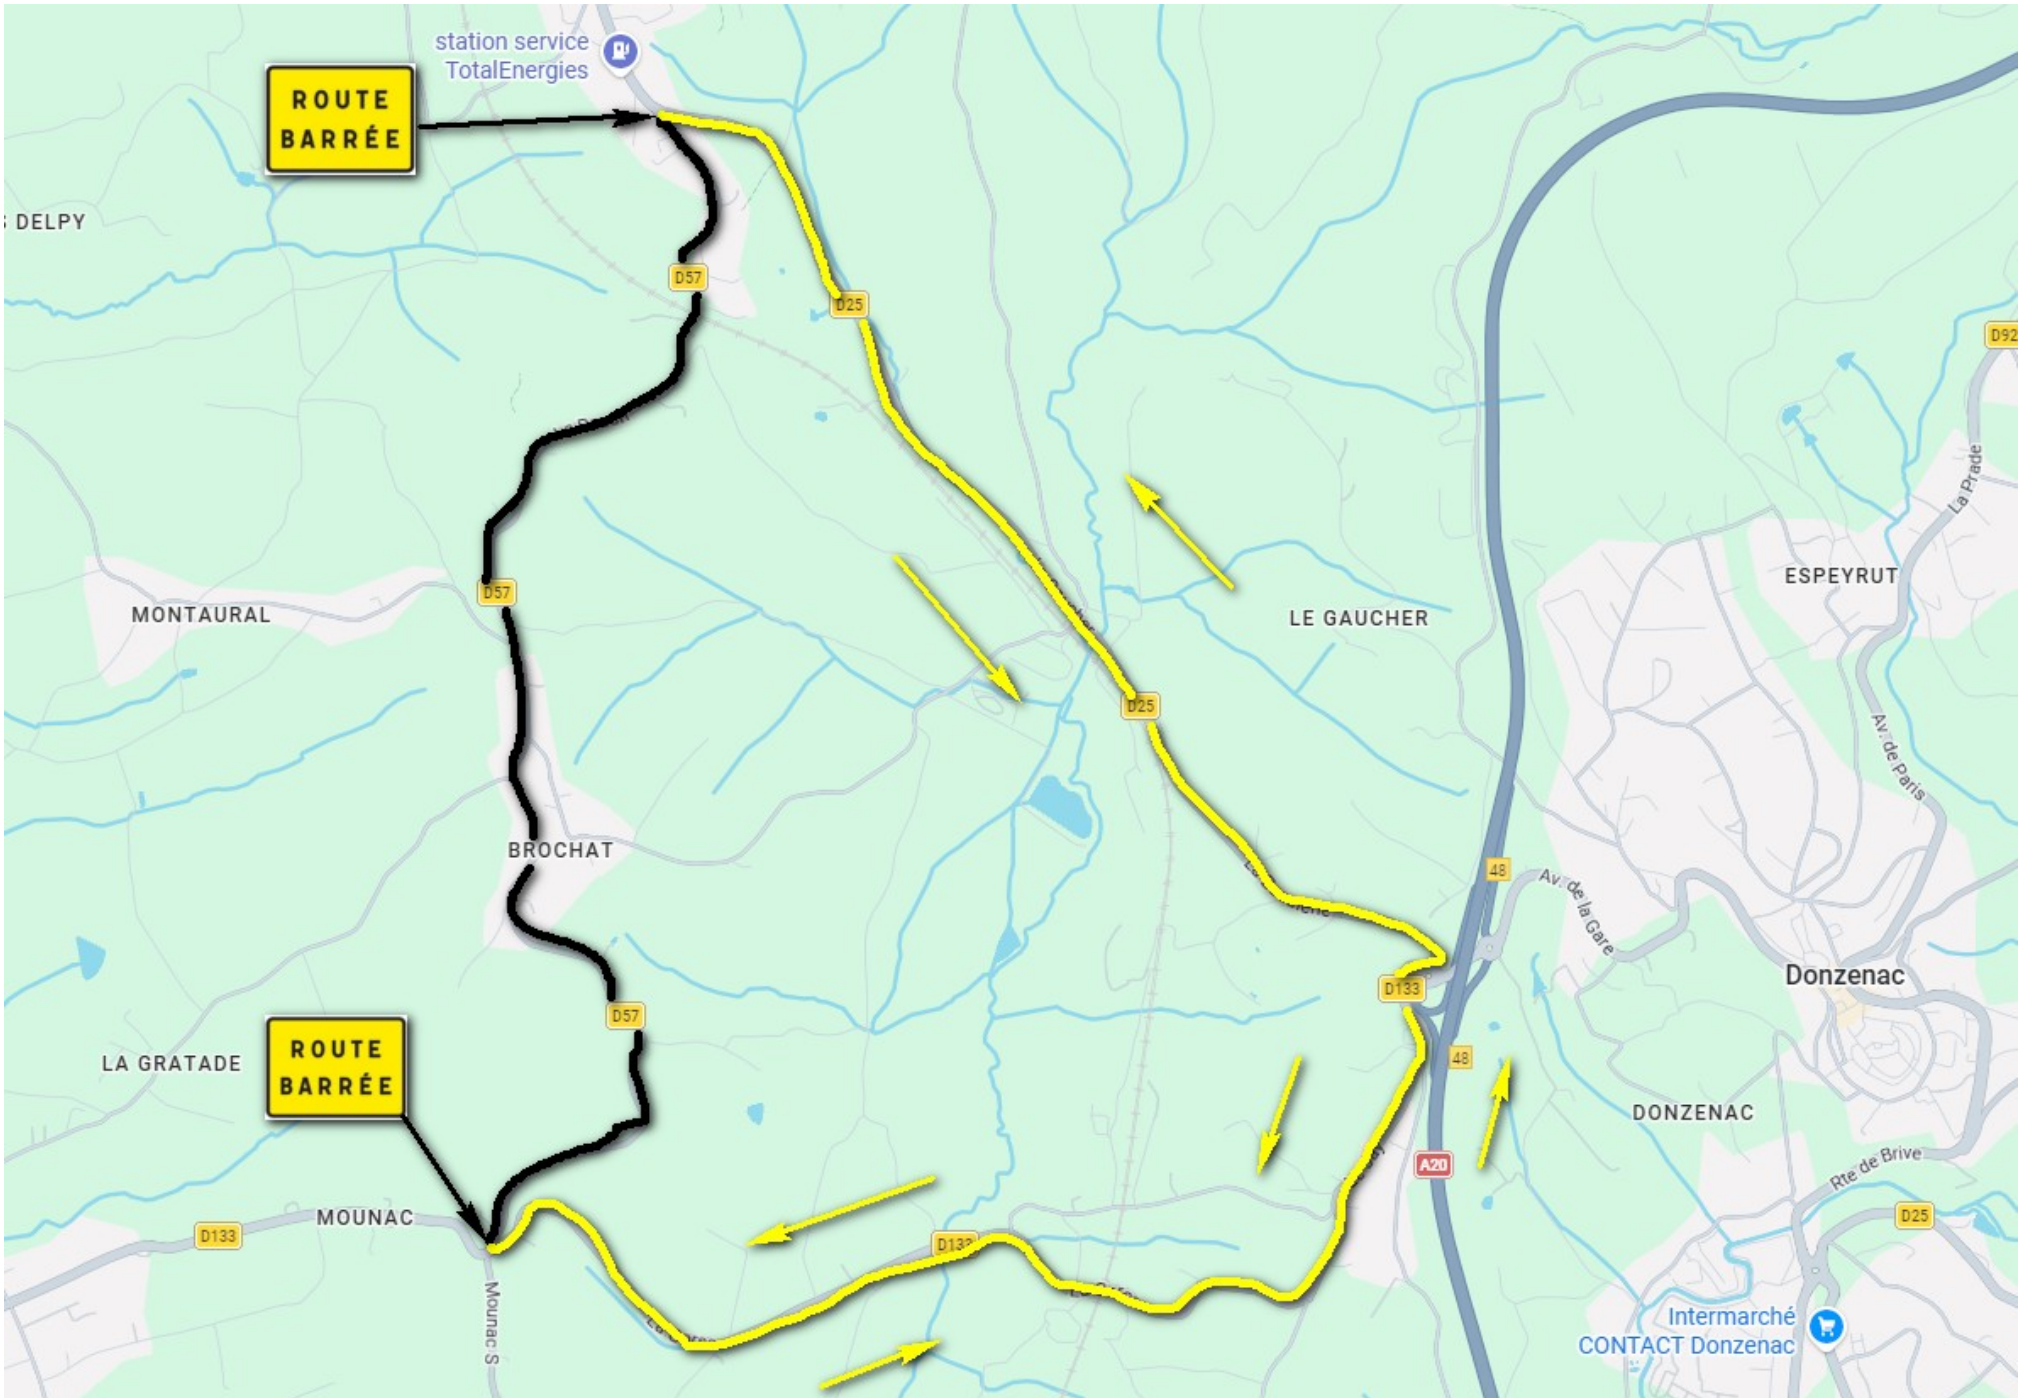 station service
TotalEnergies
ROUTE
BARRÉE
DELPY
D57
D25
D92
La Prade
ESPEYRUT
D57
MONTAURAL
LE GAUCHER
D25
Av. de Paris
BROCHAT
48
Av. de la Gare
Donzenac
D133
D57
ROUTE
BARRÉE
LA GRATADE
48
DONZENAC
A20
Rte de Brive
MOUNAC
D133
D133
D25
Mounac S
Intermarché
CONTACT Donzenac